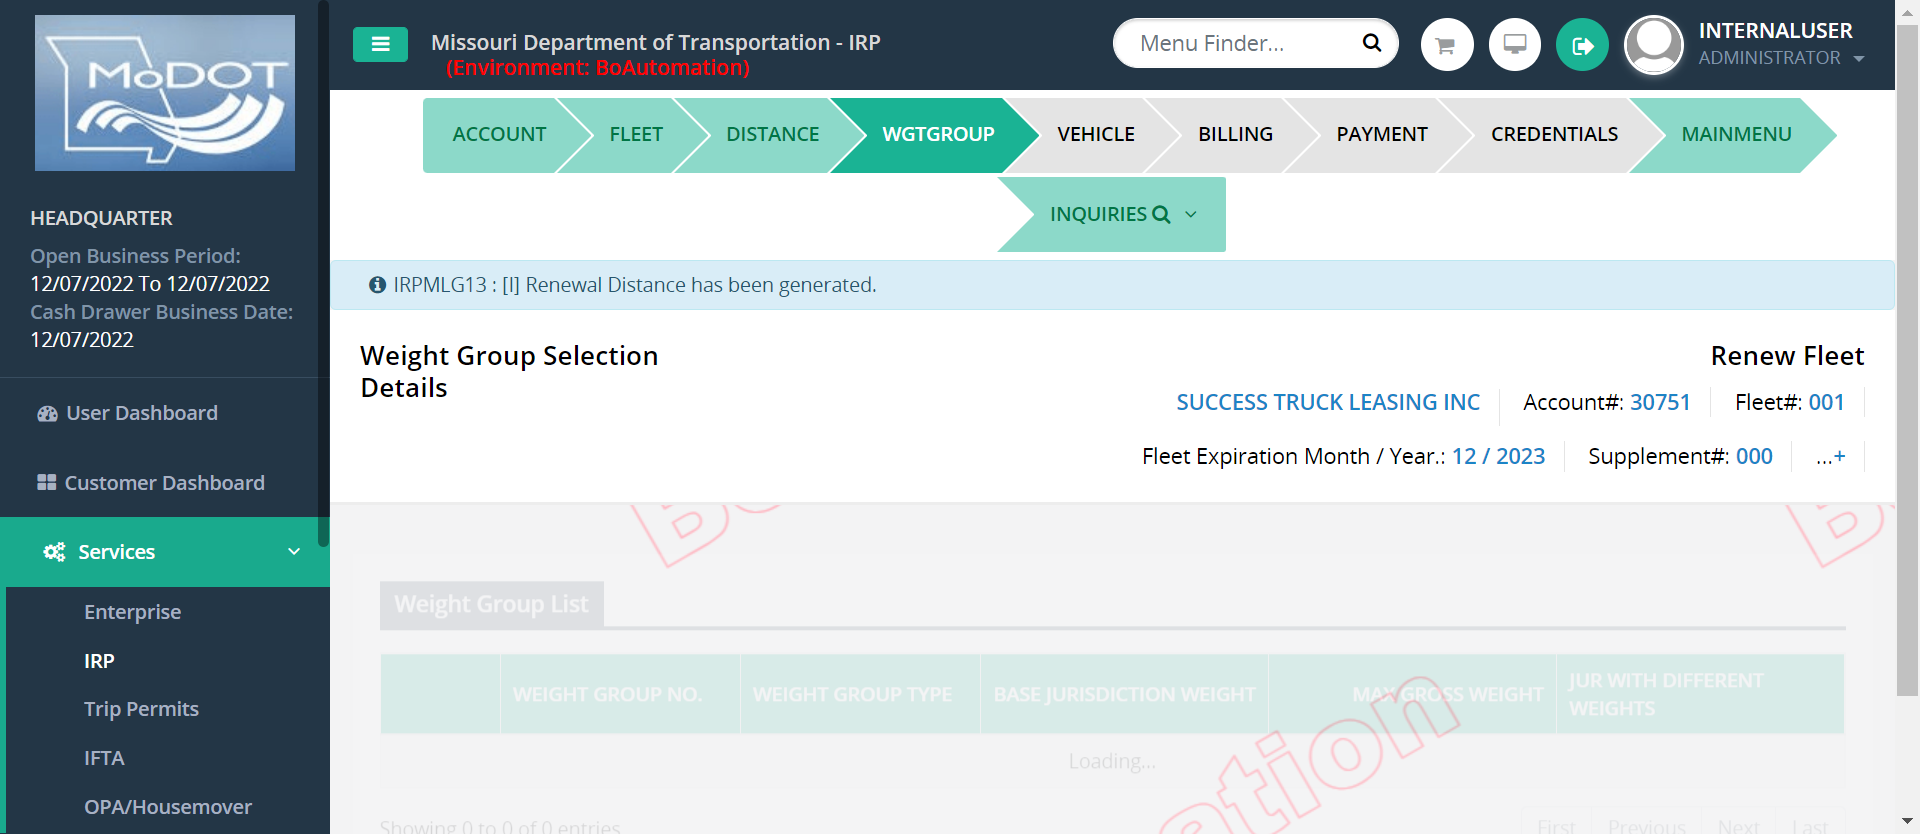 MoDOT
Missouri Department of Transportation - IRP
(Environment: BoAutomation)
Menu Finder...
INTERNALUSER
ADMINISTRATOR
HEADQUARTER
Open Business Period:
12/07/2022 To 12/07/2022
Cash Drawer Business Date:
12/07/2022
User Dashboard
Customer Dashboard
Services
Enterprise
IRP
Trip Permits
IFTA
OPA/Housemover
ACCOUNT
FLEET
DISTANCE
WGTGROUP
VEHICLE
BILLING
PAYMENT
CREDENTIALS
MAINMENU
INQUIRIES
IRPMLG13 : [I] Renewal Distance has been generated.
Weight Group Selection
Details
Renew Fleet
SUCCESS TRUCK LEASING INC
Account#: 30751
Fleet#: 001
Fleet Expiration Month / Year.: 12 / 2023
Supplement#: 000
...+
Weight Group List
WEIGHT GROUP NO.
WEIGHT GROUP TYPE
BASE JURISDICTION WEIGHT
MAX GROSS WEIGHT
JUR WITH DIFFERENT
WEIGHTS
Loading...
Showing 0 to 0 of 0 entries
First
Previous
Next
Last